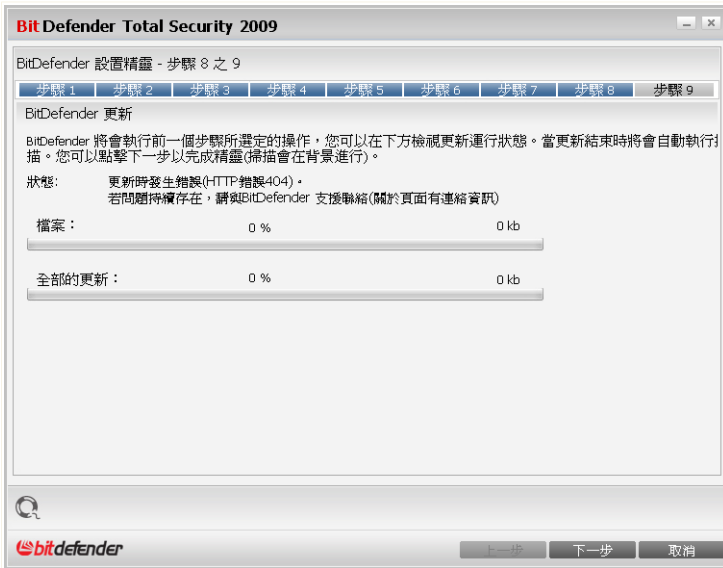 BitDefender Total Security 2009
BitDefender 設置精靈 - 步驟 8 之 9
步驟 1 步驟 2 步驟 3 步驟 4 步驟 5 步驟 6 步驟 7 步驟 8 步驟 9
BitDefender 更新
BitDefender 將會執行前一個步驟所選定的操作，您可以在下方檢視更新運行狀態。當更新結束時將會自動執行掃
描。您可以點擊下一步以完成精靈(掃描會在背景進行)。
狀態: 更新時發生錯誤(HTTP錯誤404)。
若問題持續存在，請與BitDefender 支援聯絡(關於頁面有連絡資訊)
檔案： 0 % 0 kb
全部的更新： 0 % 0 kb
bitdefender 上一步 下一步 取消